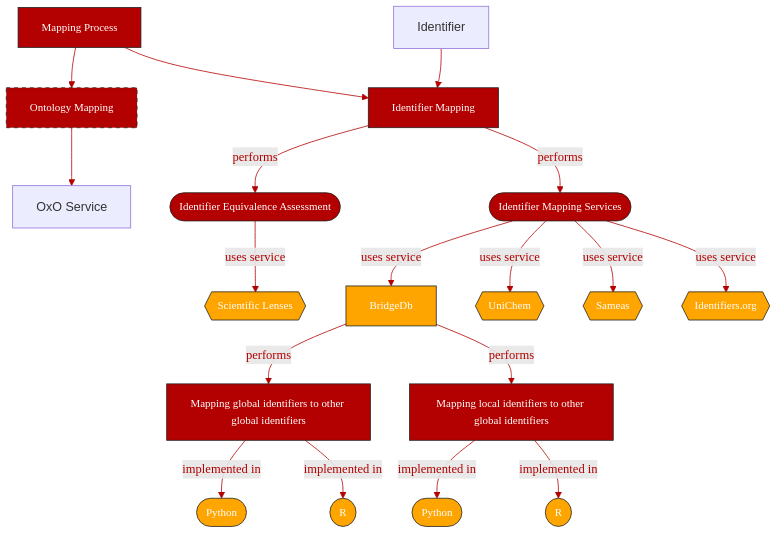 Mapping Process
Identifier
Ontology Mapping
Identifier Mapping
performs
performs
OxO Service
Identifier Equivalence Assessment
Identifier Mapping Services
uses service
uses service
uses service
uses service
uses service
Scientific Lenses
BridgeDb
UniChem
Sameas
Identifiers.org
performs
performs
Mapping global identifiers to other
global identifiers
Mapping local identifiers to other
global identifiers
implemented in
implemented in
implemented in
implemented in
Python
R
Python
R